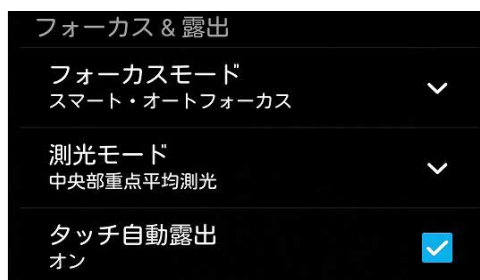 フォーカス & 露出
フォーカスモード
スマート・オートフォーカス
測光モード
中央部重点平均測光
タッチ自動露出
オン